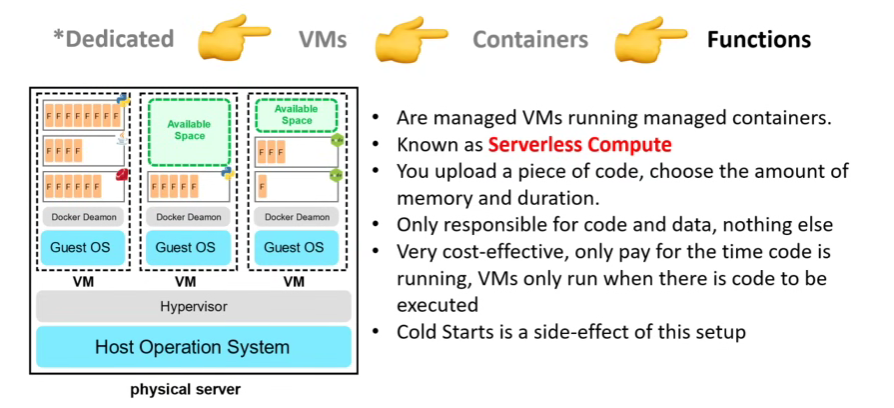 *Dedicated VMs Containers Functions
Available Space
Available Space
F F F F F F F F
F F F F
F F F F F F
F F F F F
F F F
F
Docker Deamon Docker Deamon Docker Deamon
Guest OS Guest OS Guest OS
VM VM VM
Hypervisor
Host Operation System
physical server
• Are managed VMs running managed containers.
• Known as Serverless Compute
• You upload a piece of code, choose the amount of
memory and duration.
• Only responsible for code and data, nothing else
• Very cost-effective, only pay for the time code is
running, VMs only run when there is code to be
executed
• Cold Starts is a side-effect of this setup